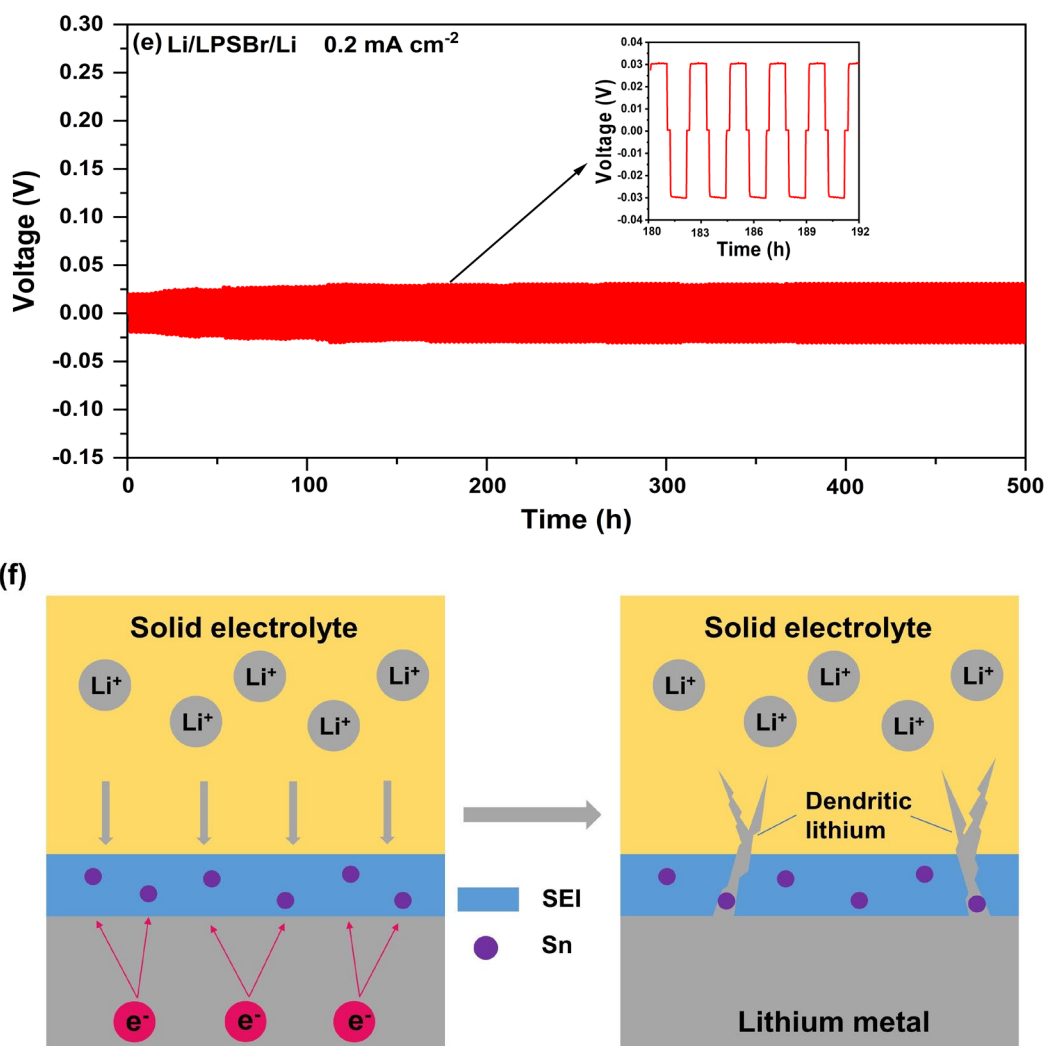 (e) Li/LPSBr/Li 0.2 mA cm⁻²
Voltage (V)
0.30
0.25
0.20
0.15
0.10
0.05
0.00
-0.05
-0.10
-0.15
0 100 200 300 400 500
Time (h)
Voltage (V)
0.04
0.03
0.02
0.01
0.00
-0.01
-0.02
-0.03
-0.04
180 183 186 189 192
Time (h)
(f)
Solid electrolyte
Li⁺ Li⁺ Li⁺ Li⁺ Li⁺
e⁻ e⁻ e⁻
SEI
Sn
Solid electrolyte
Li⁺ Li⁺ Li⁺ Li⁺ Li⁺
Dendritic
lithium
Lithium metal